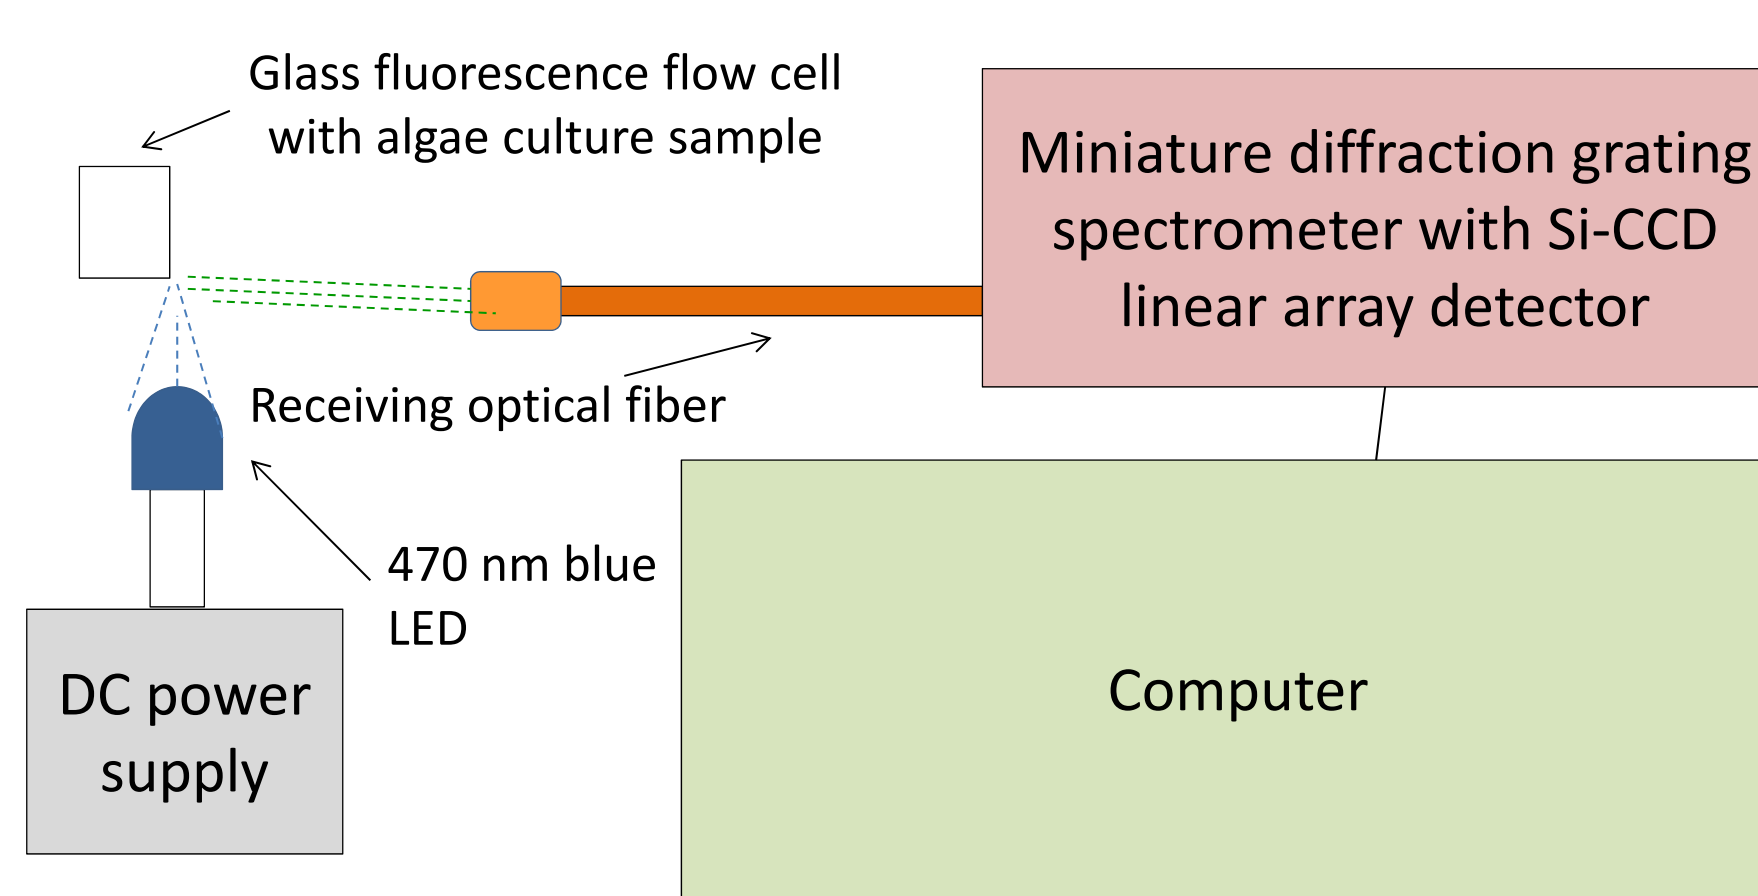 Glass fluorescence flow cell
with algae culture sample
Miniature diffraction grating
spectrometer with Si-CCD
linear array detector
Receiving optical fiber
470 nm blue
LED
DC power
supply
Computer